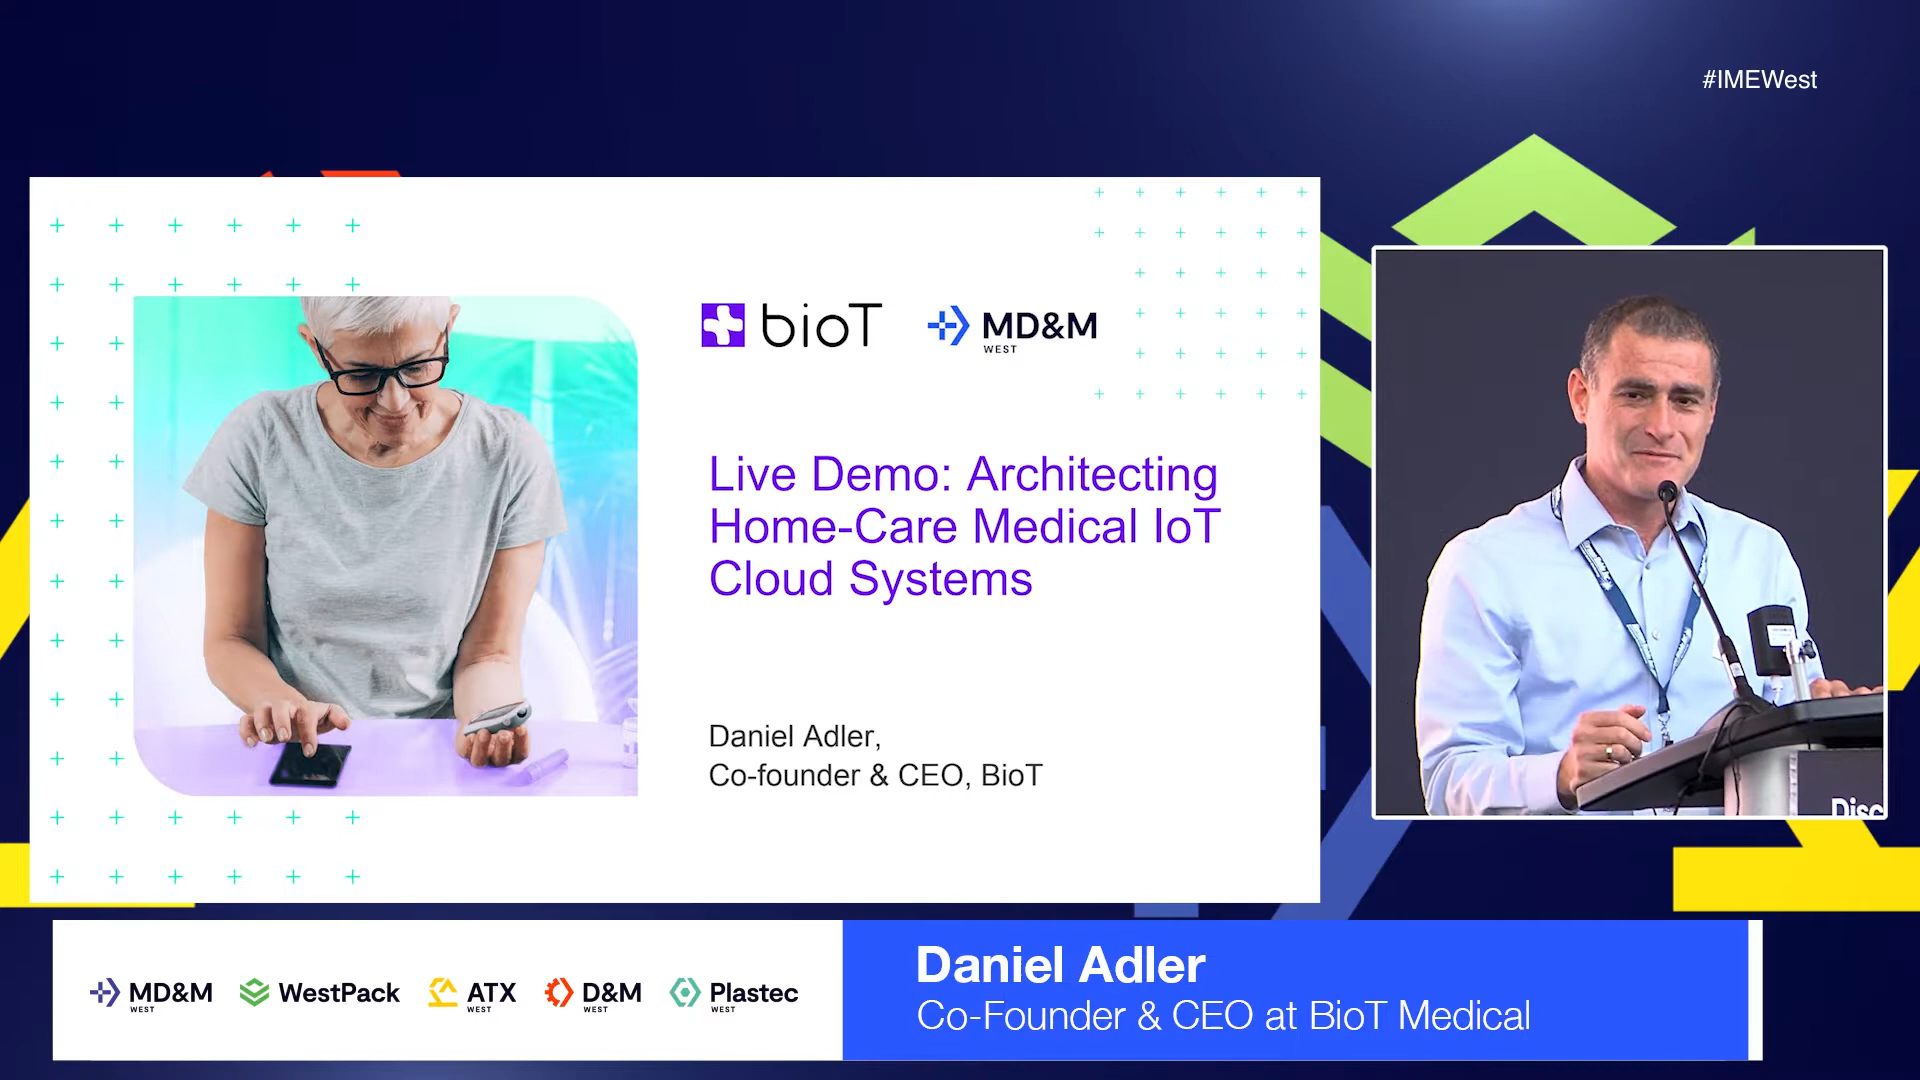 #IMEWest
bioT
MD&M
WEST
Live Demo: Architecting
Home-Care Medical IoT
Cloud Systems
Daniel Adler,
Co-founder & CEO, BioT
Disc
MD&M
WEST
WestPack
ATX
WEST
D&M
WEST
Plastec
WEST
Daniel Adler
Co-Founder & CEO at BioT Medical